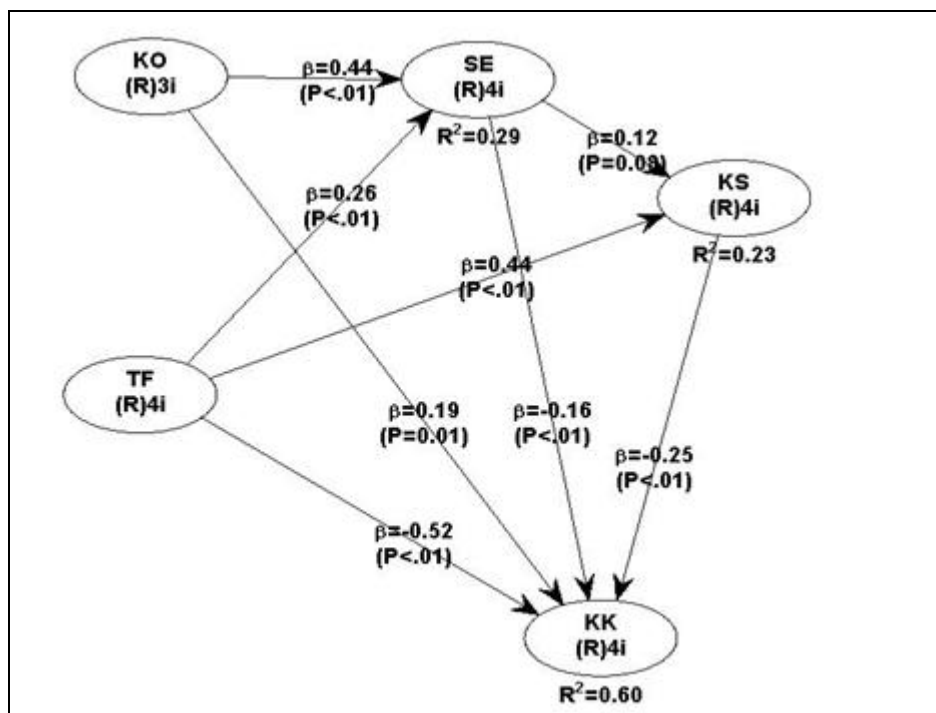 KO
(R)3i
β=0.44
(P<.01)
SE
(R)4i
R²=0.29
β=0.12
(P=0.08)
KS
(R)4i
R²=0.23
β=0.26
(P<.01)
β=0.44
(P<.01)
TF
(R)4i
β=0.19
(P=0.01)
β=-0.16
(P<.01)
β=-0.25
(P<.01)
β=-0.52
(P<.01)
KK
(R)4i
R²=0.60